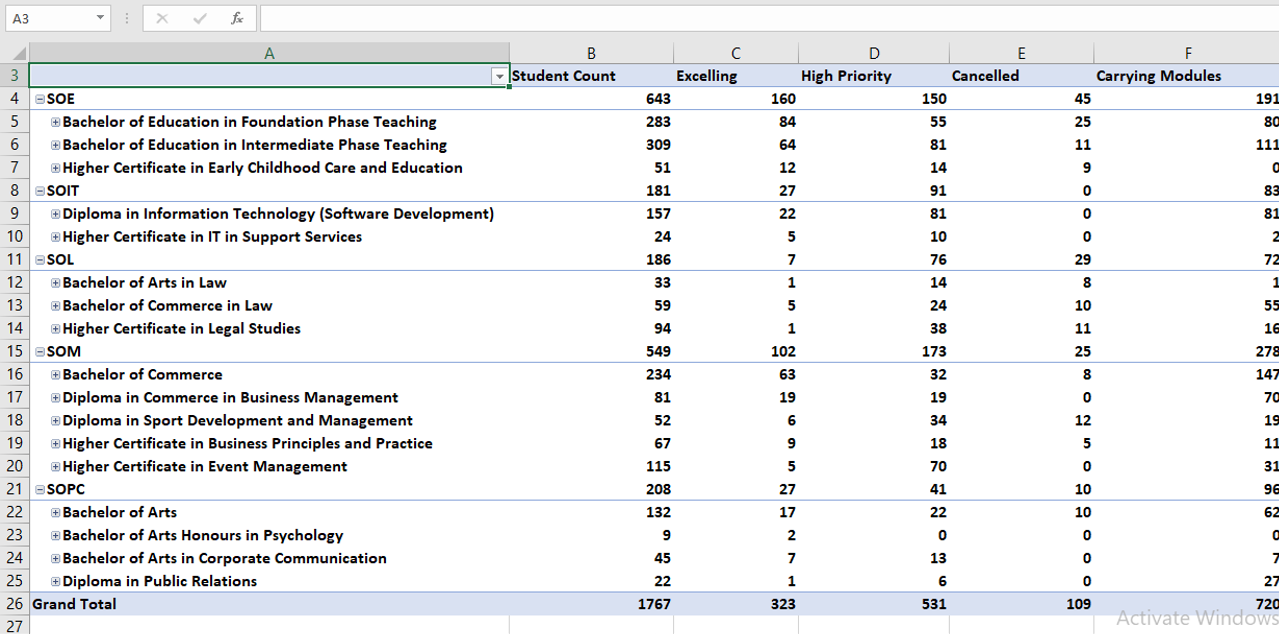 A3 fx
A B C D E F
3 Student Count Excelling High Priority Cancelled Carrying Modules
4 SOE 643 160 150 45 191
5 Bachelor of Education in Foundation Phase Teaching 283 84 55 25 80
6 Bachelor of Education in Intermediate Phase Teaching 309 64 81 11 111
7 Higher Certificate in Early Childhood Care and Education 51 12 14 9 0
8 SOIT 181 27 91 0 83
9 Diploma in Information Technology (Software Development) 157 22 81 0 81
10 Higher Certificate in IT in Support Services 24 5 10 0 2
11 SOL 186 7 76 29 72
12 Bachelor of Arts in Law 33 1 14 8 1
13 Bachelor of Commerce in Law 59 5 24 10 55
14 Higher Certificate in Legal Studies 94 1 38 11 16
15 SOM 549 102 173 25 278
16 Bachelor of Commerce 234 63 32 8 147
17 Diploma in Commerce in Business Management 81 19 19 0 70
18 Diploma in Sport Development and Management 52 6 34 12 19
19 Higher Certificate in Business Principles and Practice 67 9 18 5 11
20 Higher Certificate in Event Management 115 5 70 0 31
21 SOPC 208 27 41 10 96
22 Bachelor of Arts 132 17 22 10 62
23 Bachelor of Arts Honours in Psychology 9 2 0 0 0
24 Bachelor of Arts in Corporate Communication 45 7 13 0 7
25 Diploma in Public Relations 22 1 6 0 27
26 Grand Total 1767 323 531 109 720
27 Activate Windows